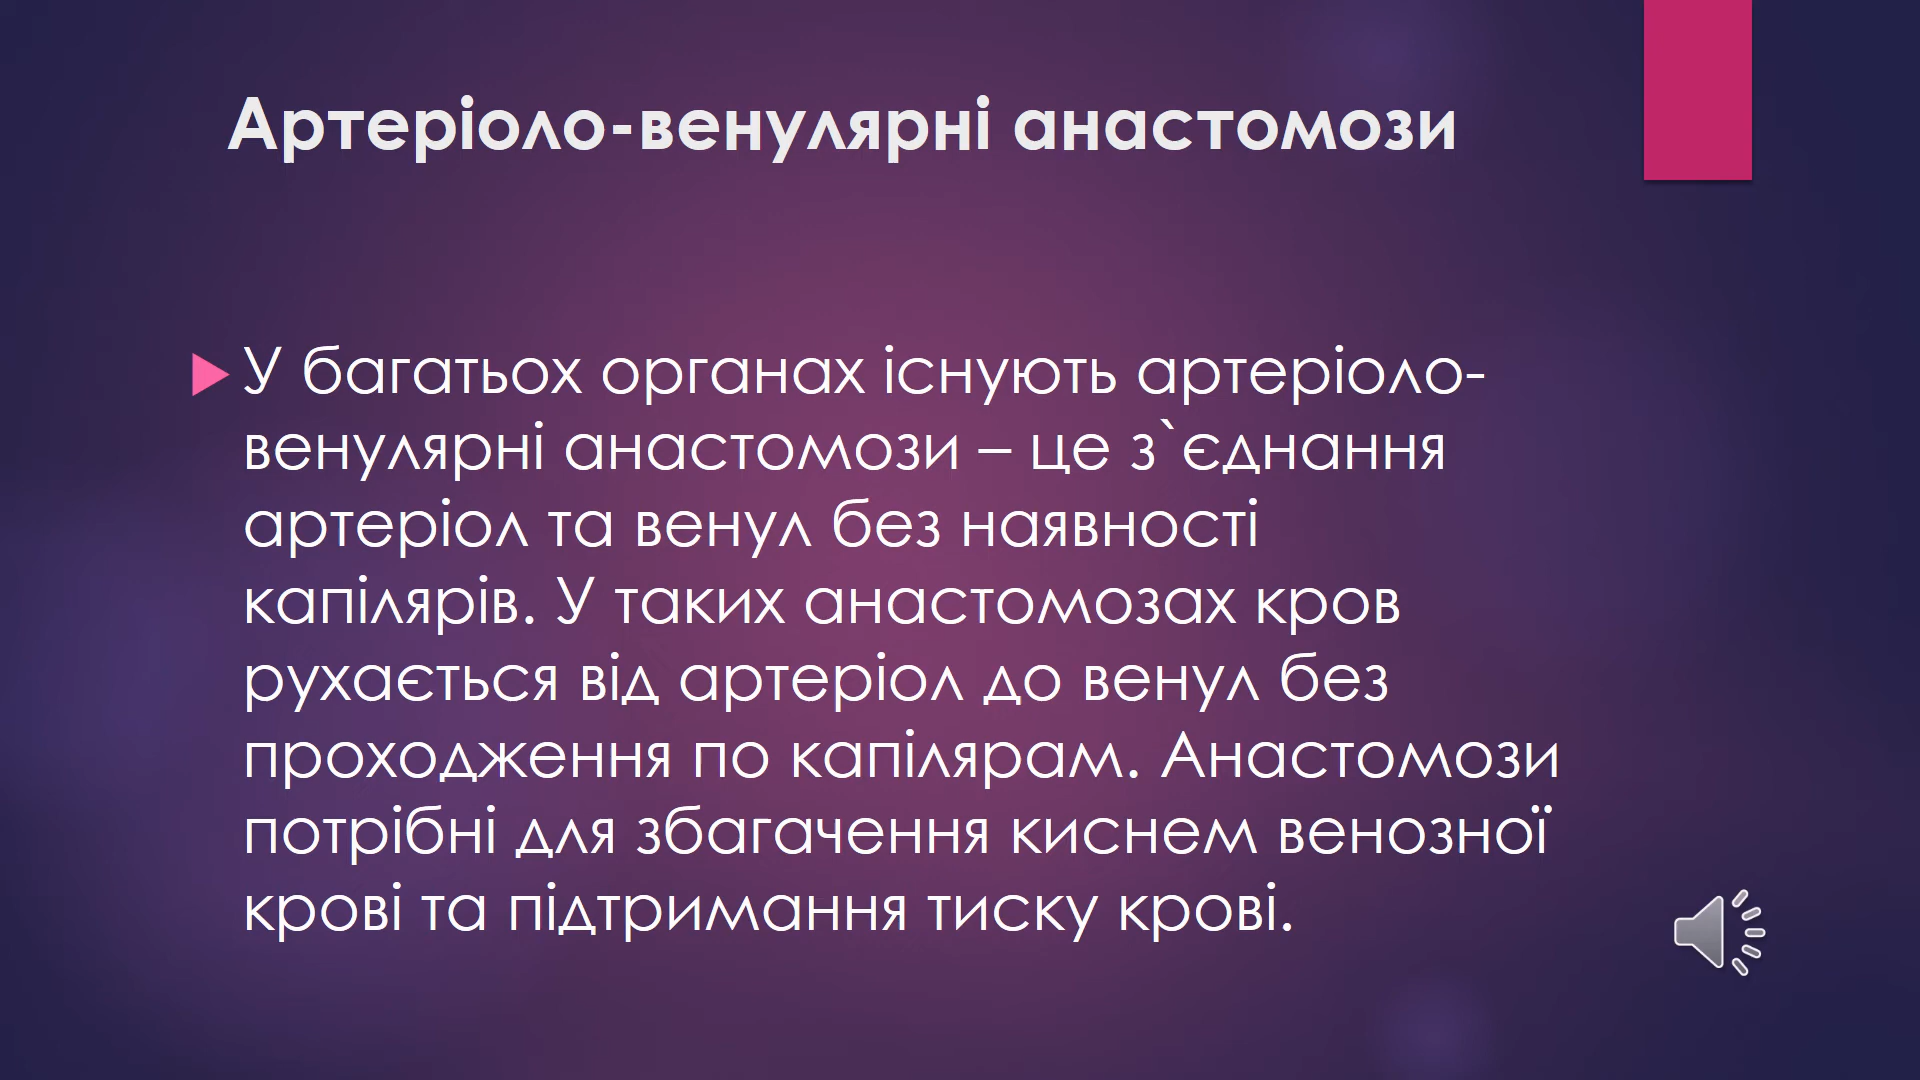 Артеріоло-венулярні анастомози
У багатьох органах існують артеріоло-
венулярні анастомози – це з`єднання
артеріол та венул без наявності
капілярів. У таких анастомозах кров
рухається від артеріол до венул без
проходження по капілярам. Анастомози
потрібні для збагачення киснем венозної
крові та підтримання тиску крові.